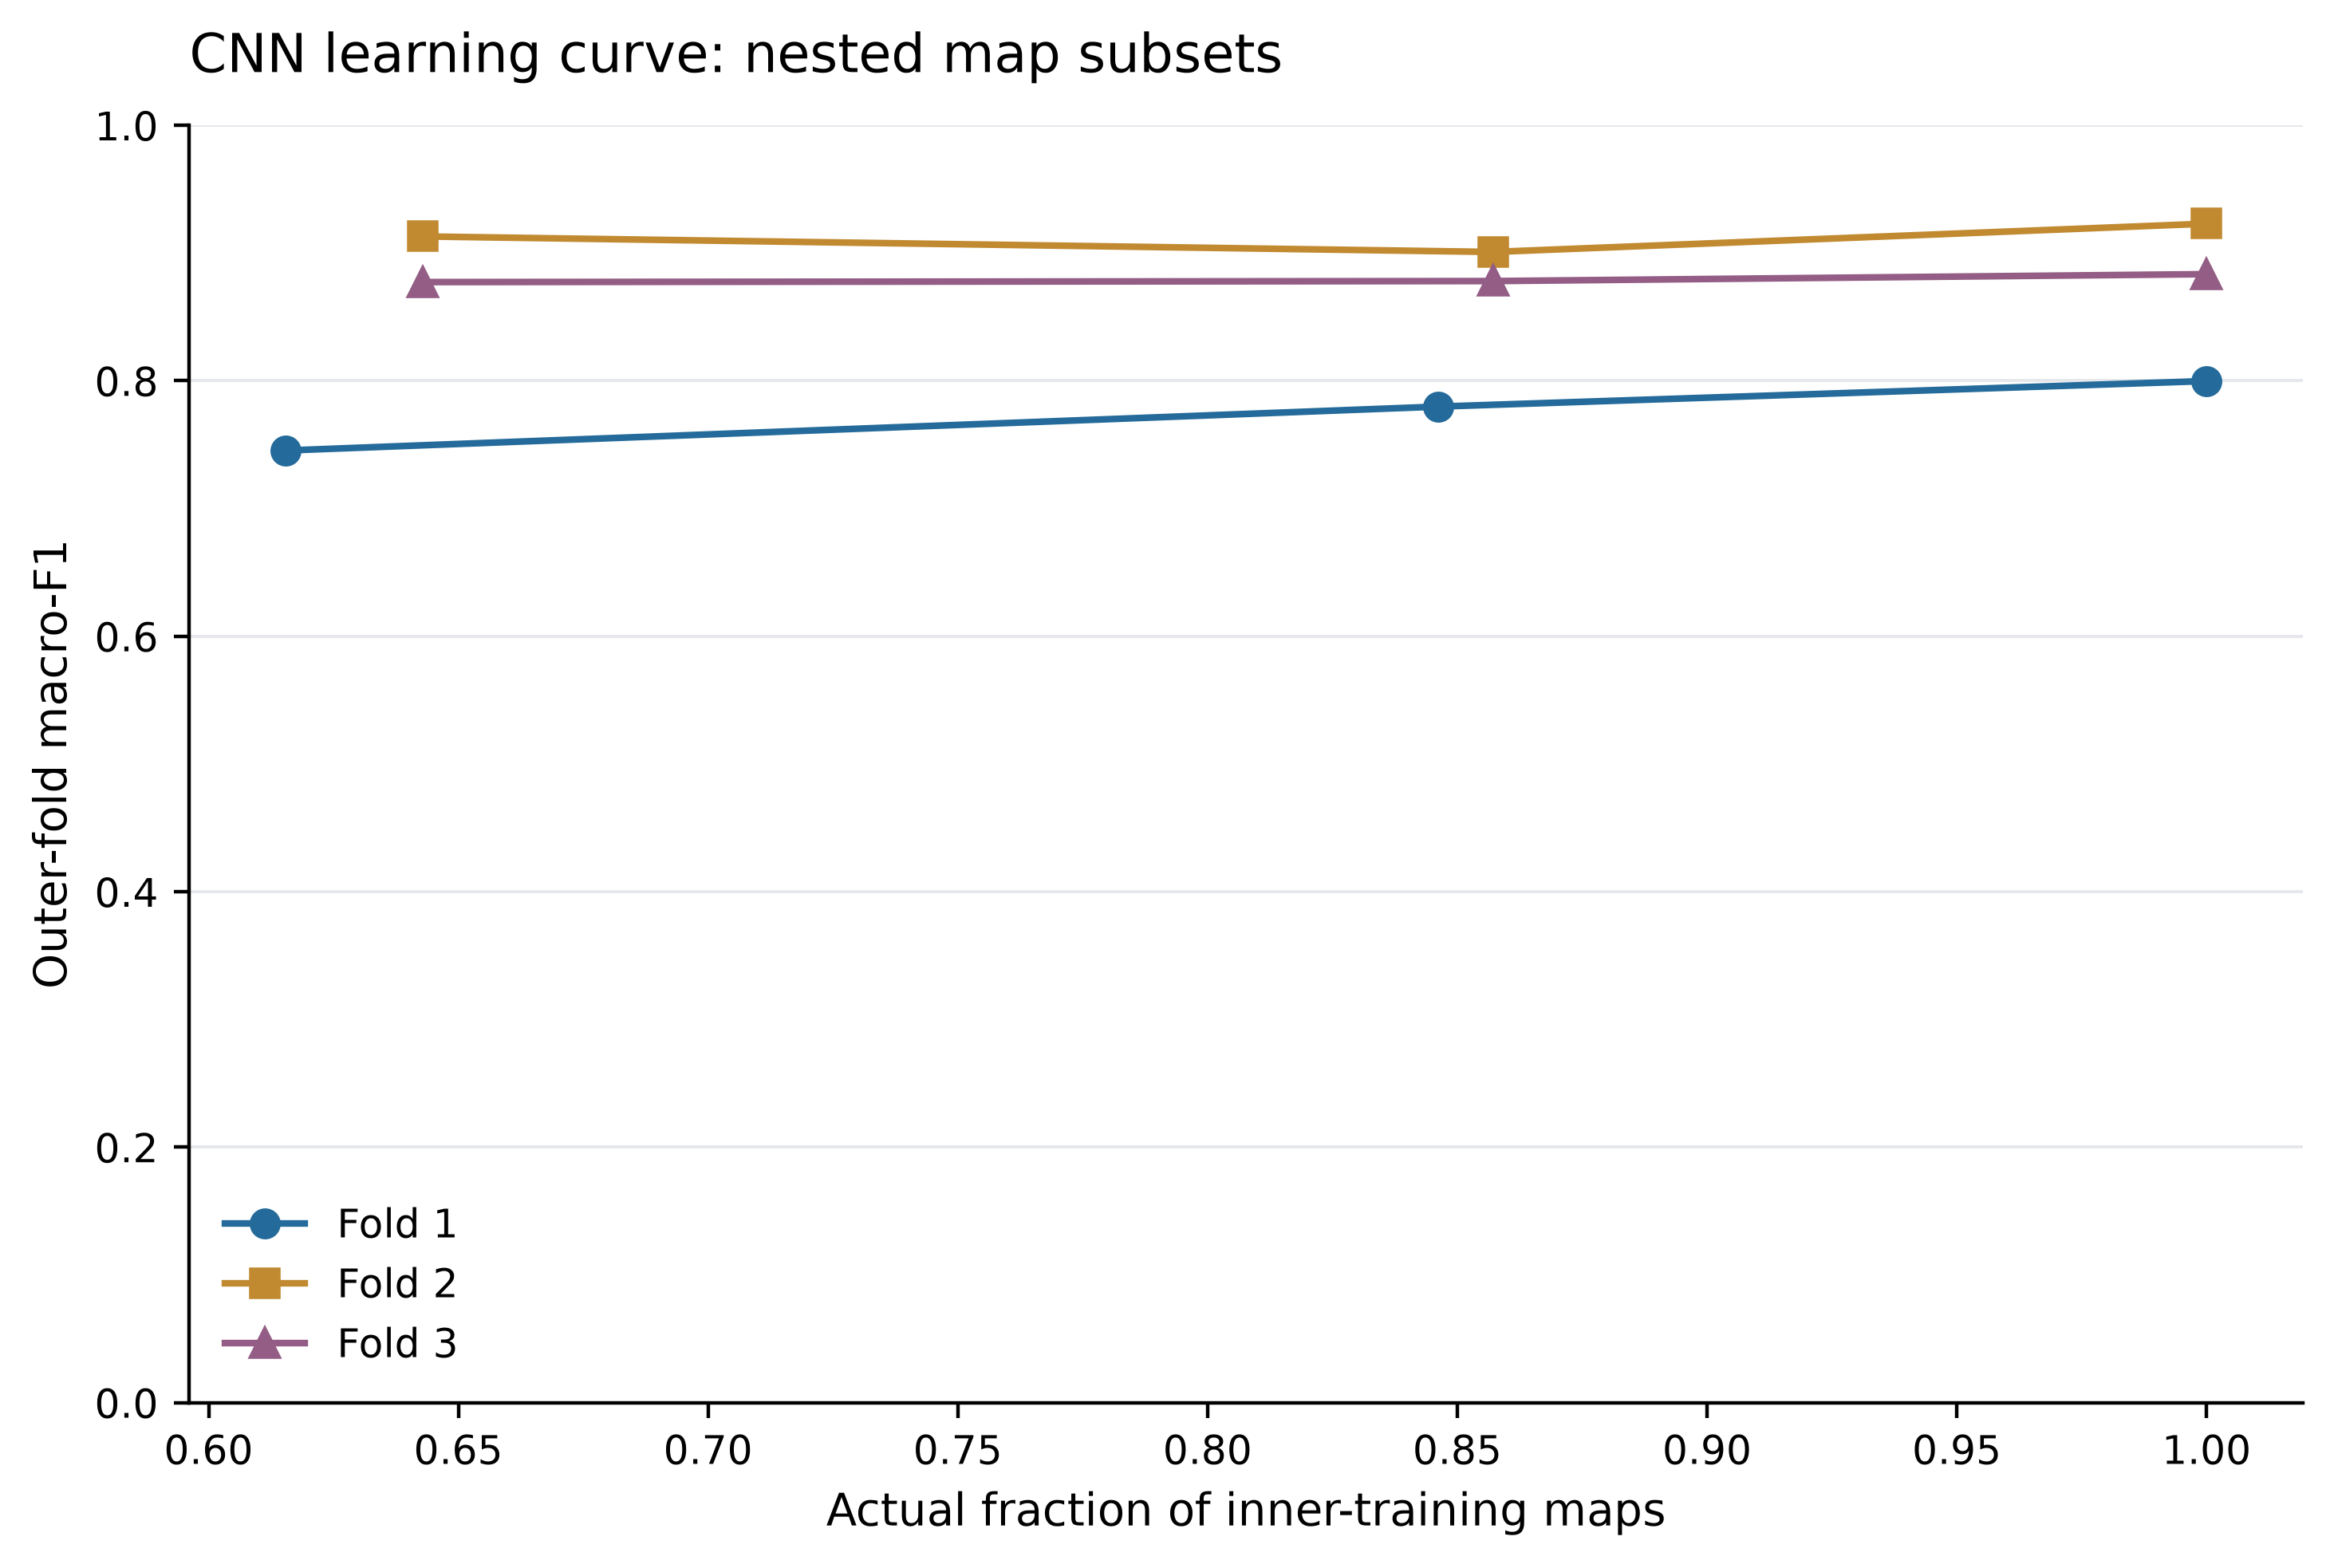 CNN learning curve: nested map subsets
1.0
0.8
0.6
0.4
0.2
0.0
Outer-fold macro-F1
Fold 1
Fold 2
Fold 3
0.60 0.65 0.70 0.75 0.80 0.85 0.90 0.95 1.00
Actual fraction of inner-training maps